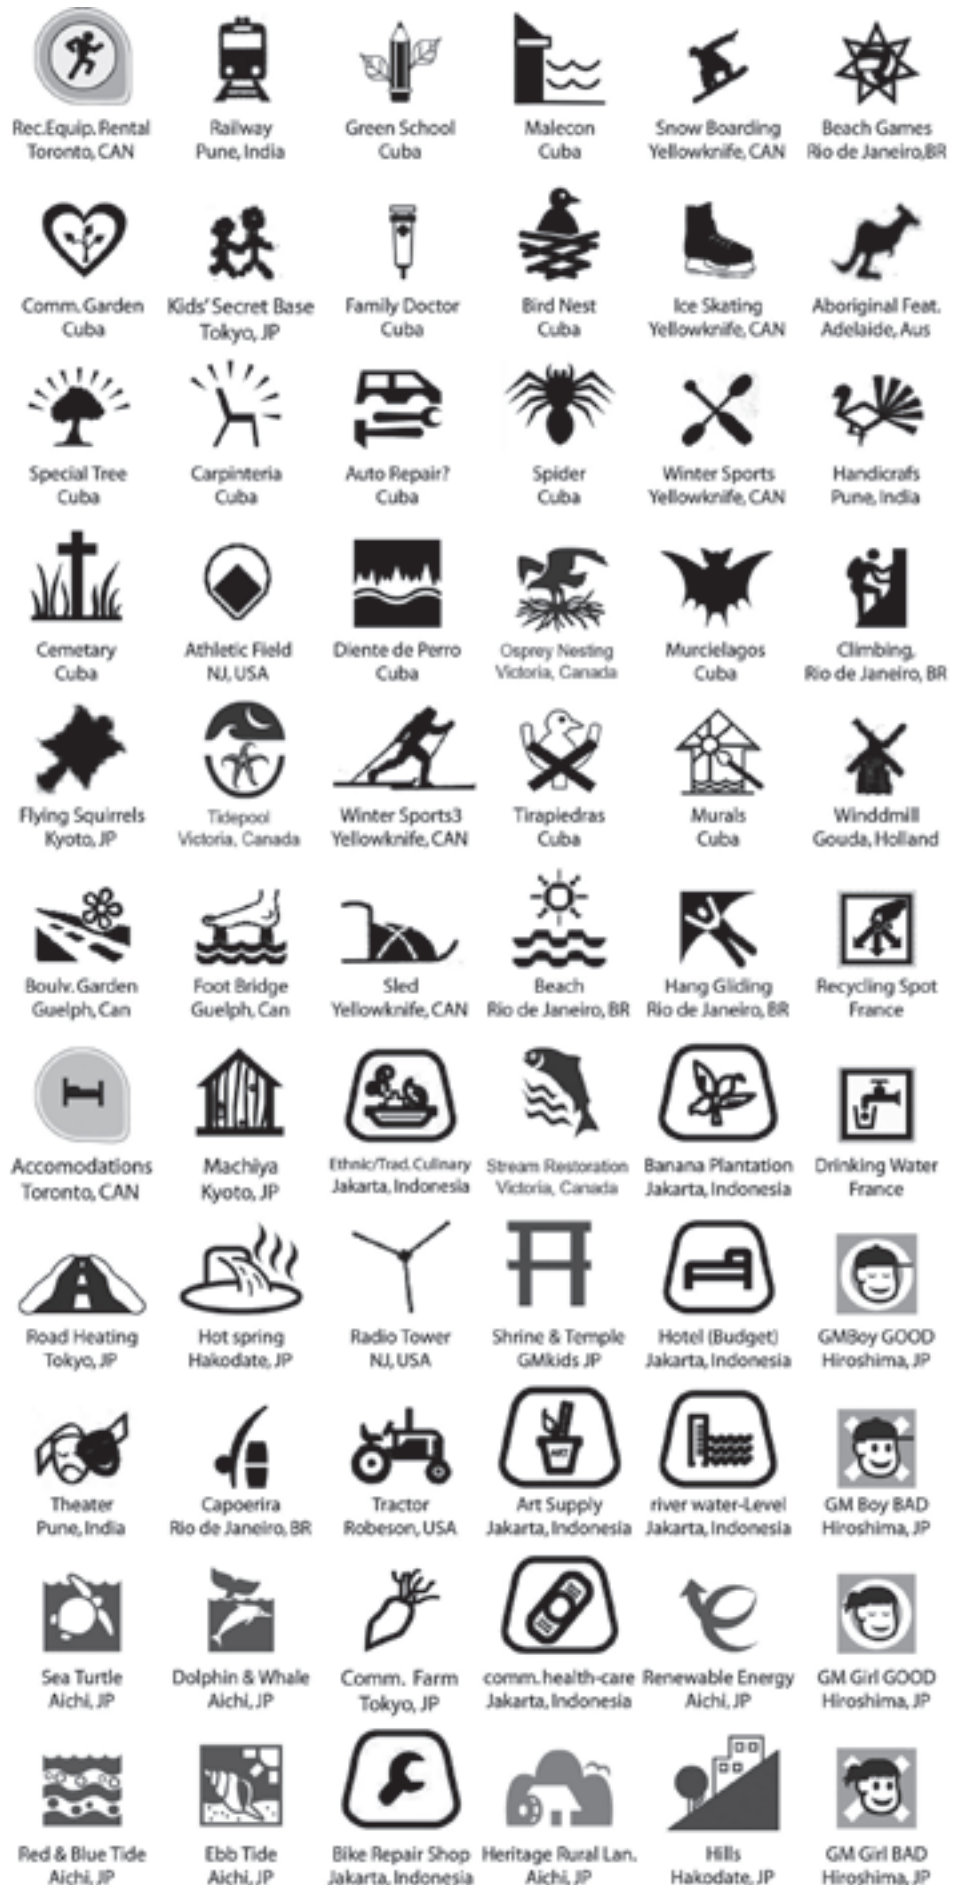 Rec.Equip. Rental
Toronto, CAN
Railway
Pune, India
Green School
Cuba
Malecon
Cuba
Snow Boarding
Yellowknife, CAN
Beach Games
Rio de Janeiro,BR
Comm. Garden
Cuba
Kids' Secret Base
Tokyo, JP
Family Doctor
Cuba
Bird Nest
Cuba
Ice Skating
Yellowknife, CAN
Aboriginal Feat.
Adelaide, Aus
Special Tree
Cuba
Carpinteria
Cuba
Auto Repair?
Cuba
Spider
Cuba
Winter Sports
Yellowknife, CAN
Handicrafs
Pune, India
Cemetary
Cuba
Athletic Field
NJ, USA
Diente de Perro
Cuba
Osprey Nesting
Victoria, Canada
Murcielagos
Cuba
Climbing,
Rio de Janeiro, BR
Flying Squirrels
Kyoto, JP
Tidepool
Victoria, Canada
Winter Sports3
Yellowknife, CAN
Tirapiedras
Cuba
Murals
Cuba
Winddmill
Gouda, Holland
Boulv. Garden
Guelph, Can
Foot Bridge
Guelph, Can
Sled
Yellowknife, CAN
Beach
Rio de Janeiro, BR
Hang Gliding
Rio de Janeiro, BR
Recycling Spot
France
Accomodations
Toronto, CAN
Machiya
Kyoto, JP
Ethnic/Trad. Culinary
Jakarta, Indonesia
Stream Restoration
Victoria, Canada
Banana Plantation
Jakarta, Indonesia
Drinking Water
France
Road Heating
Tokyo, JP
Hot spring
Hakodate, JP
Radio Tower
NJ, USA
Shrine & Temple
GMkids JP
Hotel (Budget)
Jakarta, Indonesia
GMBoy GOOD
Hiroshima, JP
ART
Theater
Pune, India
Capoerira
Rio de Janeiro, BR
Tractor
Robeson, USA
Art Supply
Jakarta, Indonesia
river water-Level
Jakarta, Indonesia
GM Boy BAD
Hiroshima, JP
Sea Turtle
Aichi, JP
Dolphin & Whale
Aichi, JP
Comm. Farm
Tokyo, JP
comm. health-care
Jakarta, Indonesia
Renewable Energy
Aichi, JP
GM Girl GOOD
Hiroshima, JP
Red & Blue Tide
Aichi, JP
Ebb Tide
Aichi, JP
Bike Repair Shop
Jakarta, Indonesia
Heritage Rural Lan.
Aichi, JP
Hills
Hakodate, JP
GM Girl BAD
Hiroshima, JP